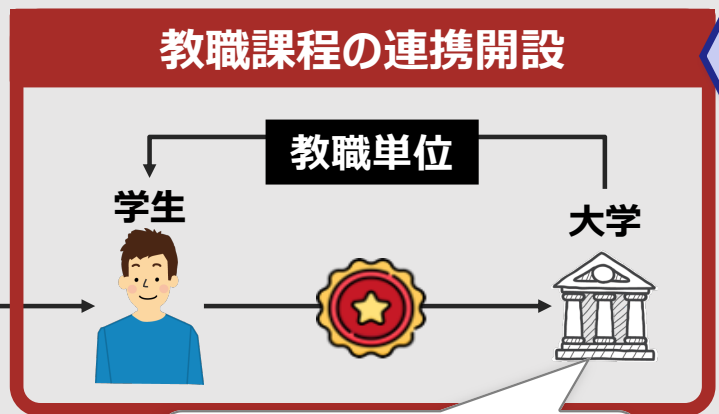 教職課程の連携開設
教職単位
学生
大学